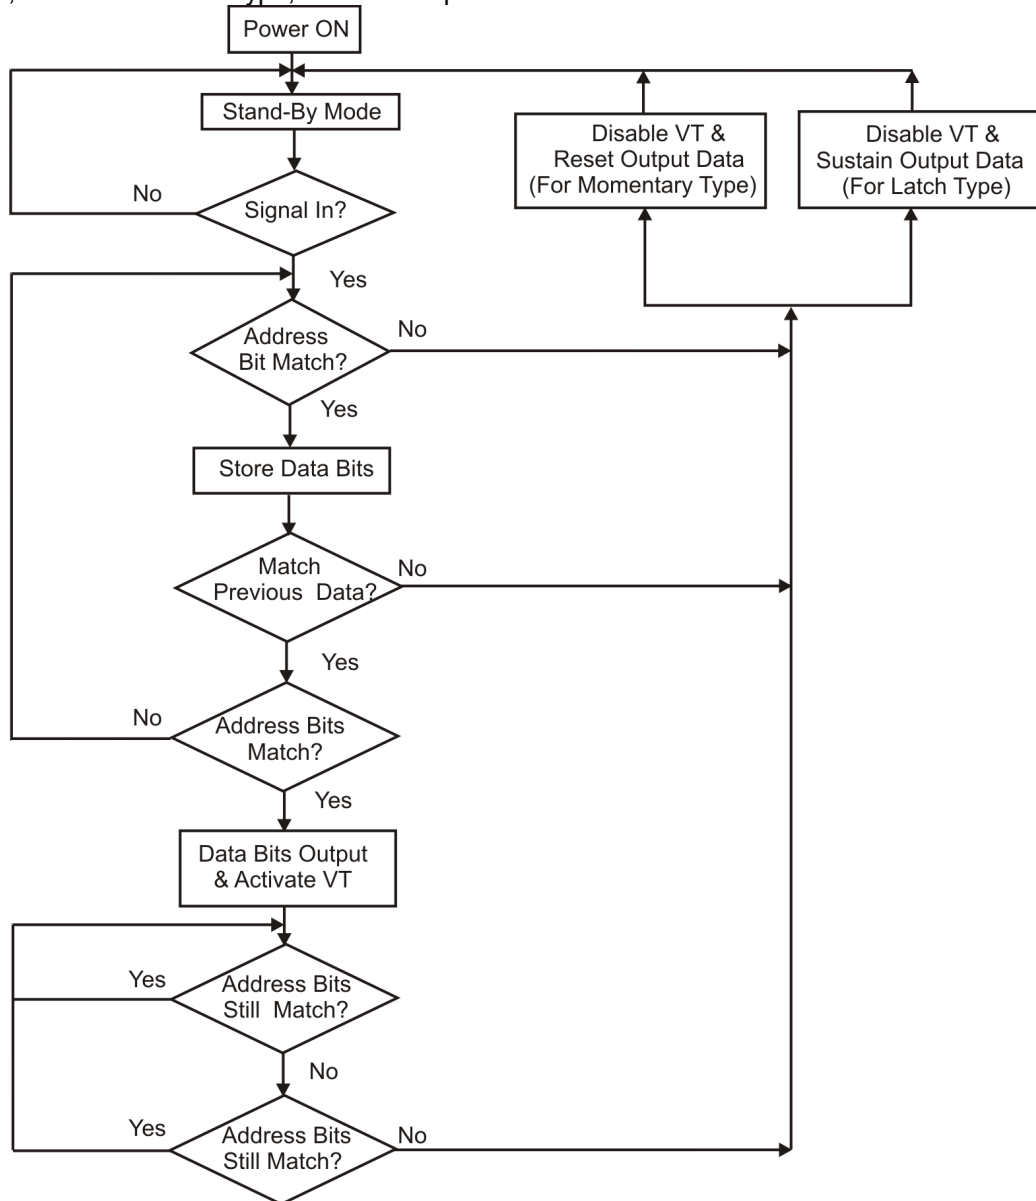 Power ON
Stand-By Mode
Disable VT &
Reset Output Data
(For Momentary Type)
Disable VT &
Sustain Output Data
(For Latch Type)
No
Signal In?
Yes
Address
Bit Match?
No
Yes
Store Data Bits
Match
Previous Data?
No
Yes
No
Address Bits
Match?
Yes
Data Bits Output
& Activate VT
Yes
Address Bits
Still Match?
No
Yes
Address Bits
Still Match?
No